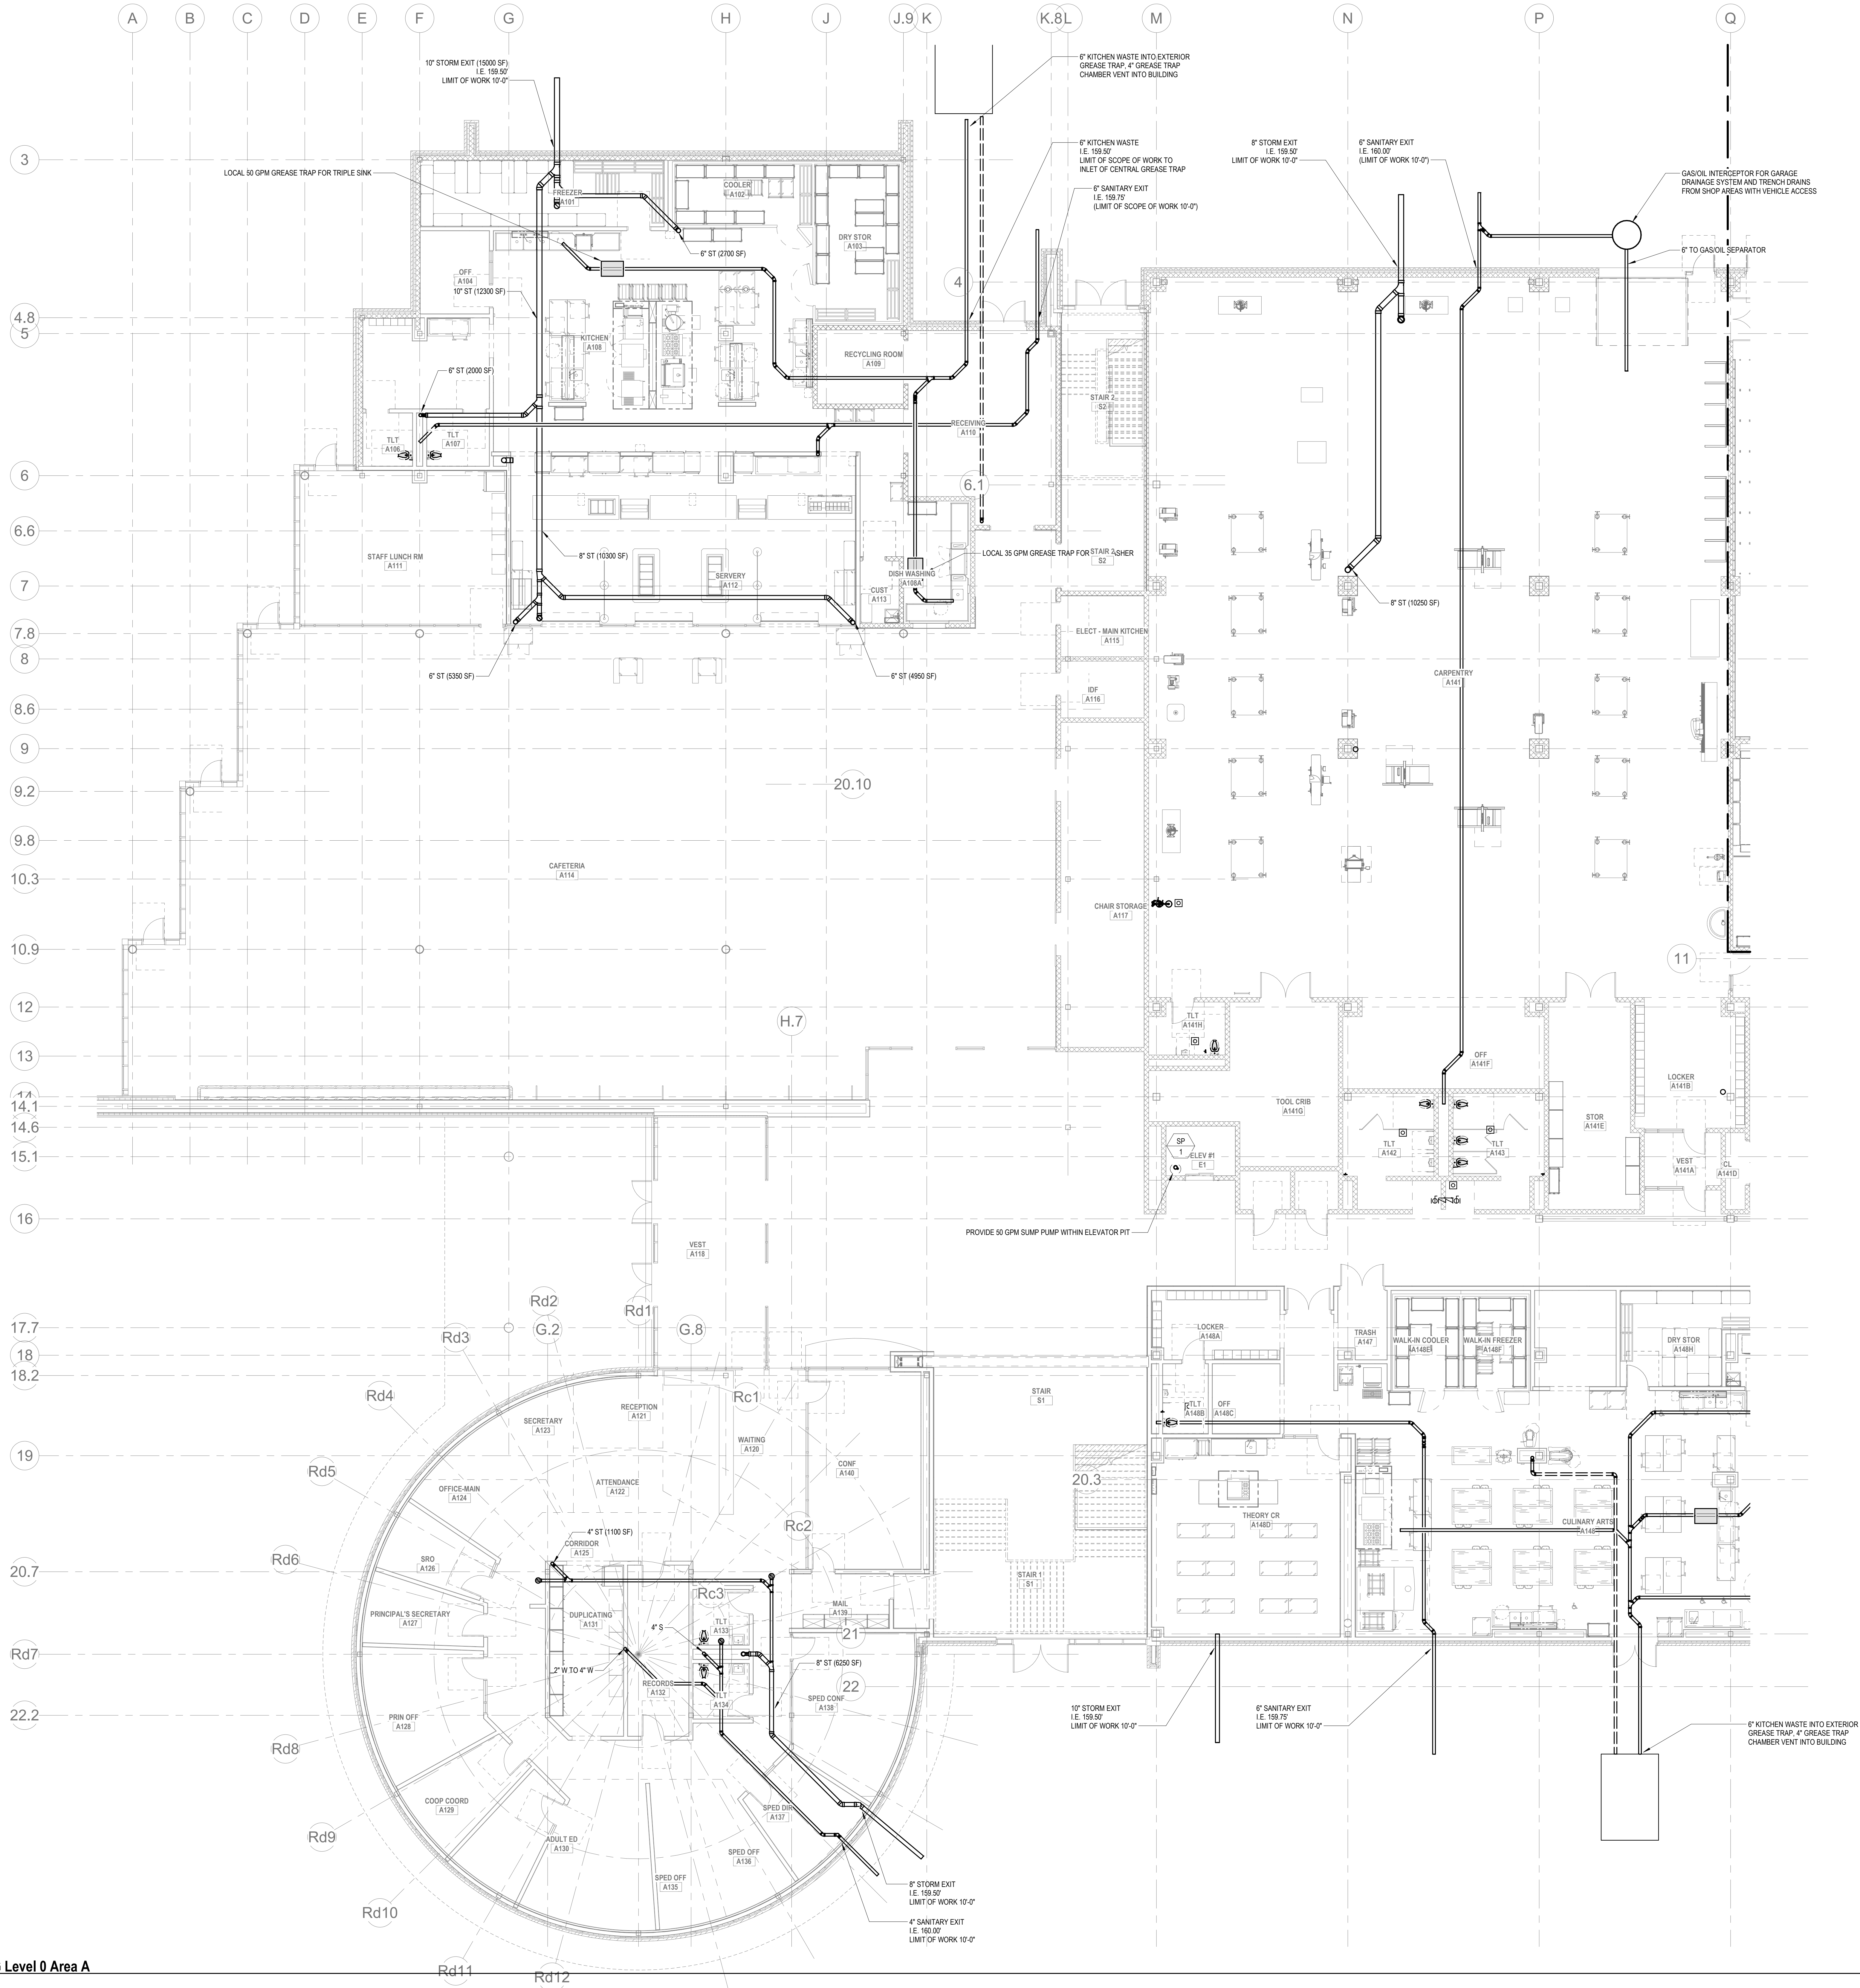 A
B
C
D
E
F
G
H
J
J.9
K
K.8
L
M
N
P
Q
10" STORM EXIT (15000 SF)
I.E. 159.50'
LIMIT OF WORK 10'-0"
6" KITCHEN WASTE INTO EXTERIOR
GREASE TRAP, 4" GREASE TRAP
CHAMBER VENT INTO BUILDING
3
LOCAL 50 GPM GREASE TRAP FOR TRIPLE SINK
6" KITCHEN WASTE
I.E. 159.50'
LIMIT OF SCOPE OF WORK TO
INLET OF CENTRAL GREASE TRAP
6" SANITARY EXIT
I.E. 159.75'
(LIMIT OF SCOPE OF WORK 10'-0")
8" STORM EXIT
I.E. 159.50'
LIMIT OF WORK 10'-0"
6" SANITARY EXIT
I.E. 160.00'
(LIMIT OF WORK 10'-0")
GAS/OIL INTERCEPTOR FOR GARAGE
DRAINAGE SYSTEM AND TRENCH DRAINS
FROM SHOP AREAS WITH VEHICLE ACCESS
6" TO GAS/OIL SEPARATOR
FREEZER
A101
COOLER
A102
DRY STOR
A103
6" ST (2700 SF)
OFF
A104
10" ST (12300 SF)
4
4.8
5
KITCHEN
A108
RECYCLING ROOM
A109
6" ST (2000 SF)
STAIR 2
S2
TLT
A106
TLT
A107
RECEIVING
A110
6
6.1
6.6
STAFF LUNCH RM
A111
8" ST (10300 SF)
LOCAL 35 GPM GREASE TRAP FOR
ASHER
STAIR 2
S2
SERVERY
A112
DISH WASHING
A108A
CUST
A113
7
8" ST (10250 SF)
7.8
ELECT - MAIN KITCHEN
A115
8
6" ST (5350 SF)
6" ST (4950 SF)
CARPENTRY
A141
IDF
A116
8.6
9
9.2
20.10
9.8
CAFETERIA
A114
10.3
CHAIR STORAGE
A117
10.9
11
12
H.7
TLT
A141H
13
OFF
A141F
LOCKER
A141B
14
14.1
TOOL CRIB
A141G
STOR
A141E
14.6
SP
1
ELEV #1
E1
TLT
A142
TLT
A143
15.1
VEST
A141A
CL
A141D
16
PROVIDE 50 GPM SUMP PUMP WITHIN ELEVATOR PIT
VEST
A118
Rd2
Rd1
Rd3
G.2
G.8
17.7
18
18.2
LOCKER
A148A
TRASH
A147
WALK-IN COOLER
A148E
WALK-IN FREEZER
A148F
DRY STOR
A148H
Rd4
Rc1
STAIR
S1
TLT
A148B
OFF
A148C
RECEPTION
A121
SECRETARY
A123
WAITING
A120
19
Rd5
CONF
A140
20.3
ATTENDANCE
A122
OFFICE-MAIN
A124
Rc2
THEORY CR
A148D
CULINARY ARTS
A148
4" ST (1100 SF)
CORRIDOR
A125
Rd6
SRO
A126
20.7
STAIR 1
S1
Rc3
MAIL
A139
PRINCIPAL'S SECRETARY
A127
DUPLICATING
A131
TLT
A133
4" S
21
Rd7
2" W TO 4" W
8" ST (6250 SF)
RECORDS
A132
TLT
A134
SPED CONF
A138
22
22.2
PRIN OFF
A128
10" STORM EXIT
I.E. 159.50'
LIMIT OF WORK 10'-0"
6" SANITARY EXIT
I.E. 159.75'
LIMIT OF WORK 10'-0"
6" KITCHEN WASTE INTO EXTERIOR
GREASE TRAP, 4" GREASE TRAP
CHAMBER VENT INTO BUILDING
Rd8
COOP COORD
A129
SPED DIR
A137
Rd9
ADULT ED
A130
SPED OFF
A136
SPED OFF
A135
8" STORM EXIT
I.E. 159.50'
LIMIT OF WORK 10'-0"
Rd10
4" SANITARY EXIT
I.E. 160.00'
LIMIT OF WORK 10'-0"
Level 0 Area A
Rd11
Rd12